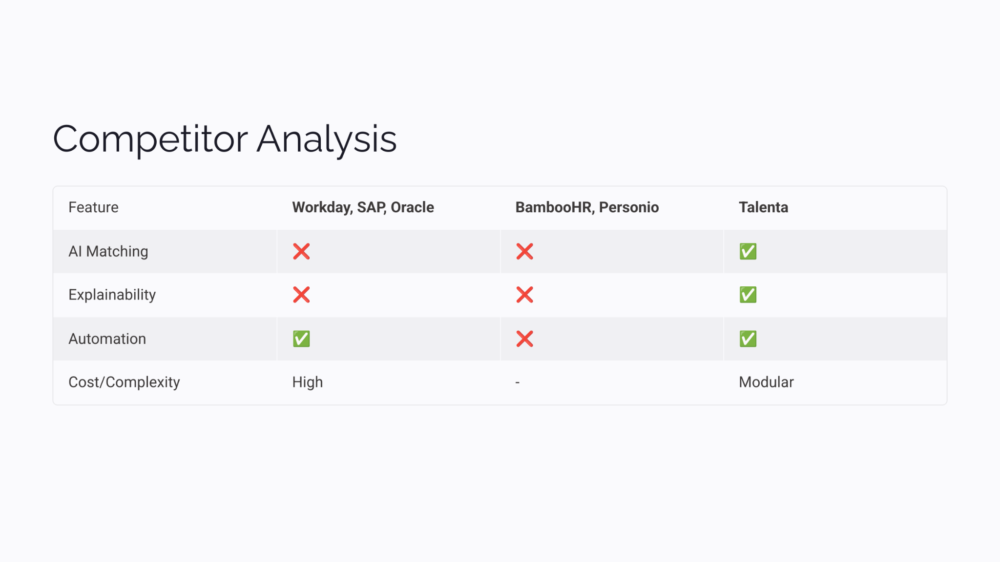 Competitor Analysis
Feature Workday, SAP, Oracle BambooHR, Personio Talenta
AI Matching ❌ ❌ ✅
Explainability ❌ ❌ ✅
Automation ✅ ❌ ✅
Cost/Complexity High - Modular